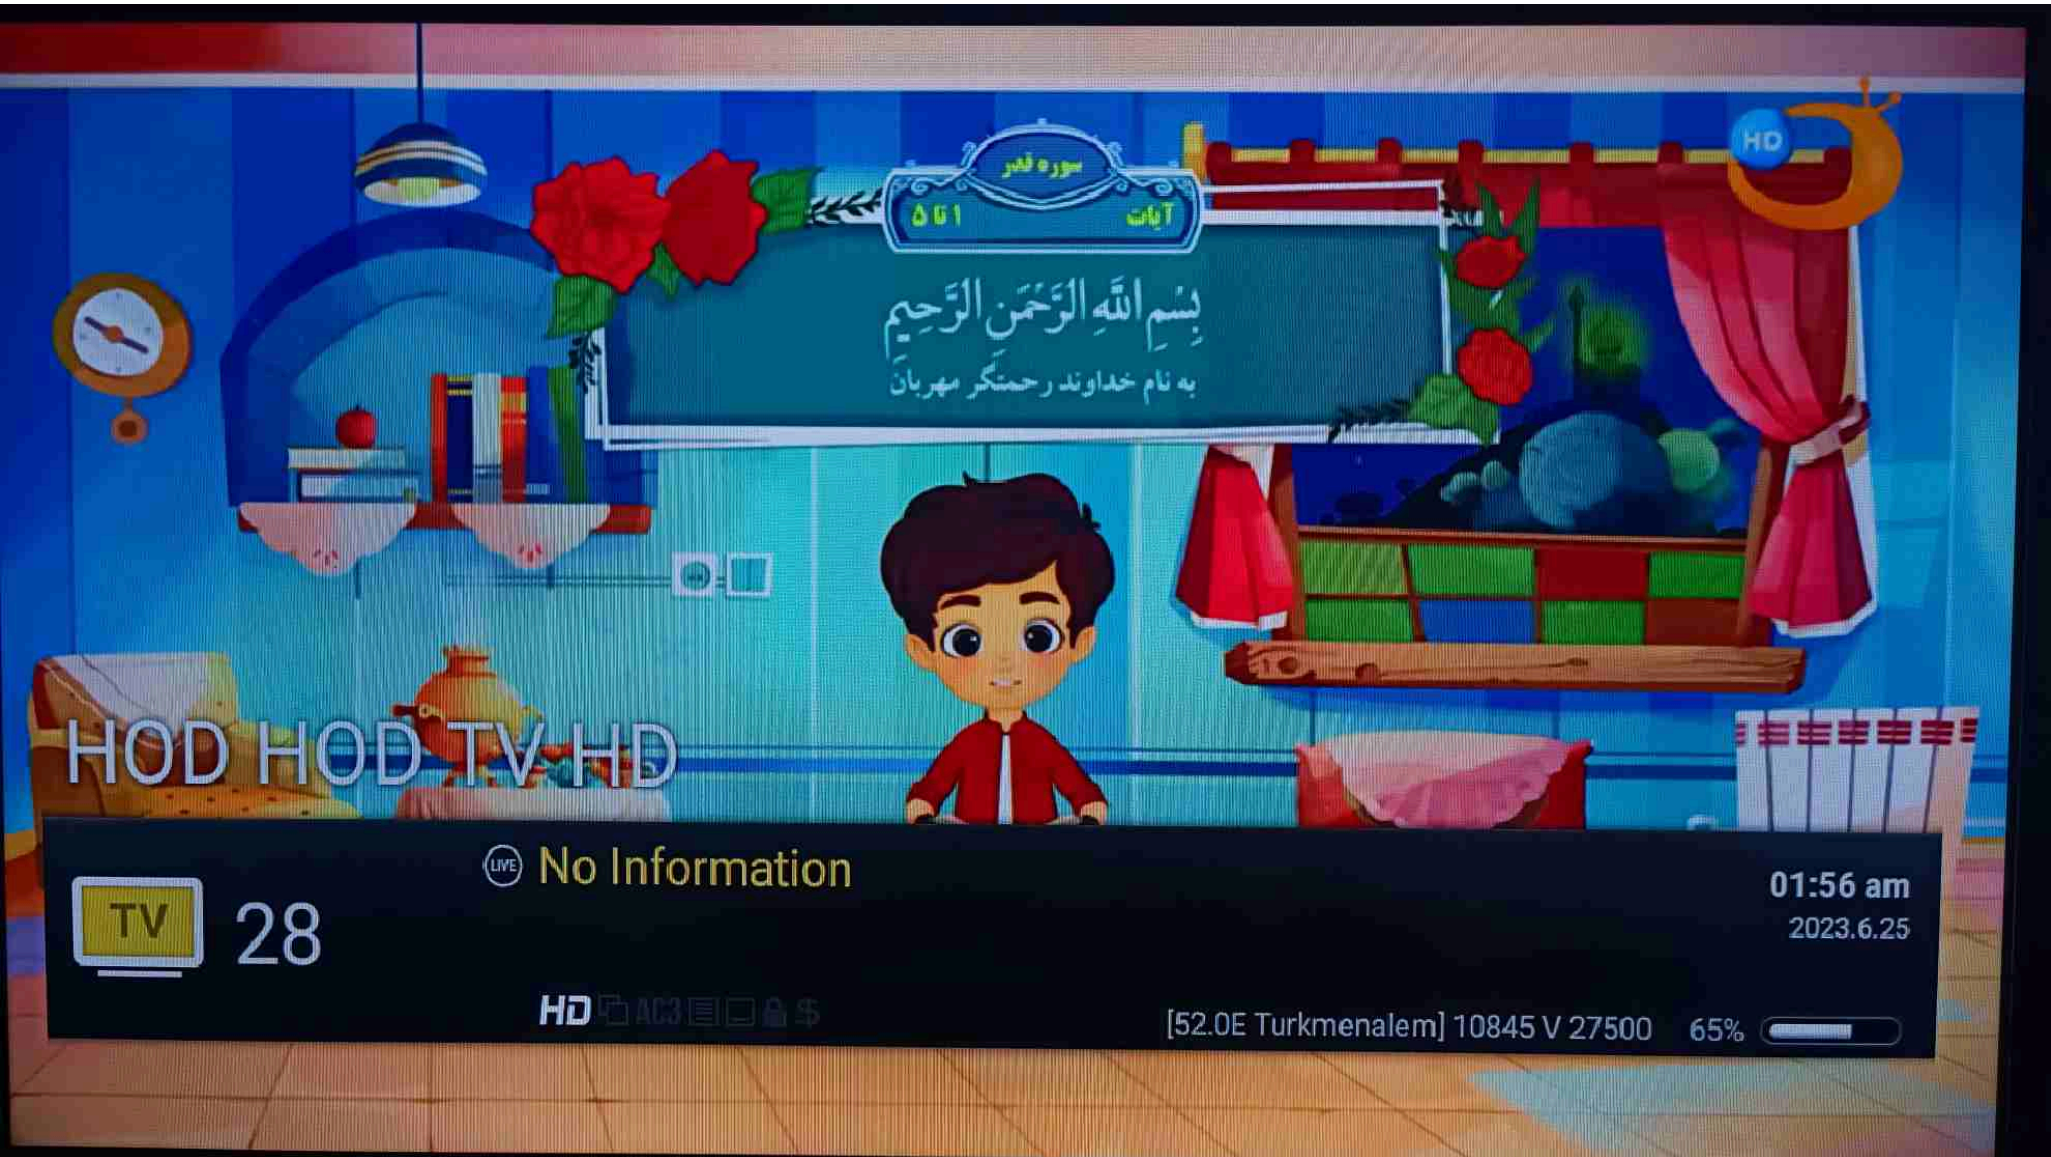 HD
سوره قدر
آیات ۱ تا ۵
بِسْمِ اللَّهِ الرَّحْمَنِ الرَّحِيمِ
به نام خداوند رحمتگر مهربان
HOD HOD TV HD
LIVE No Information
01:56 am
TV 28
2023.6.25
HD AC3 $
[52.0E Turkmenalem] 10845 V 27500 65%